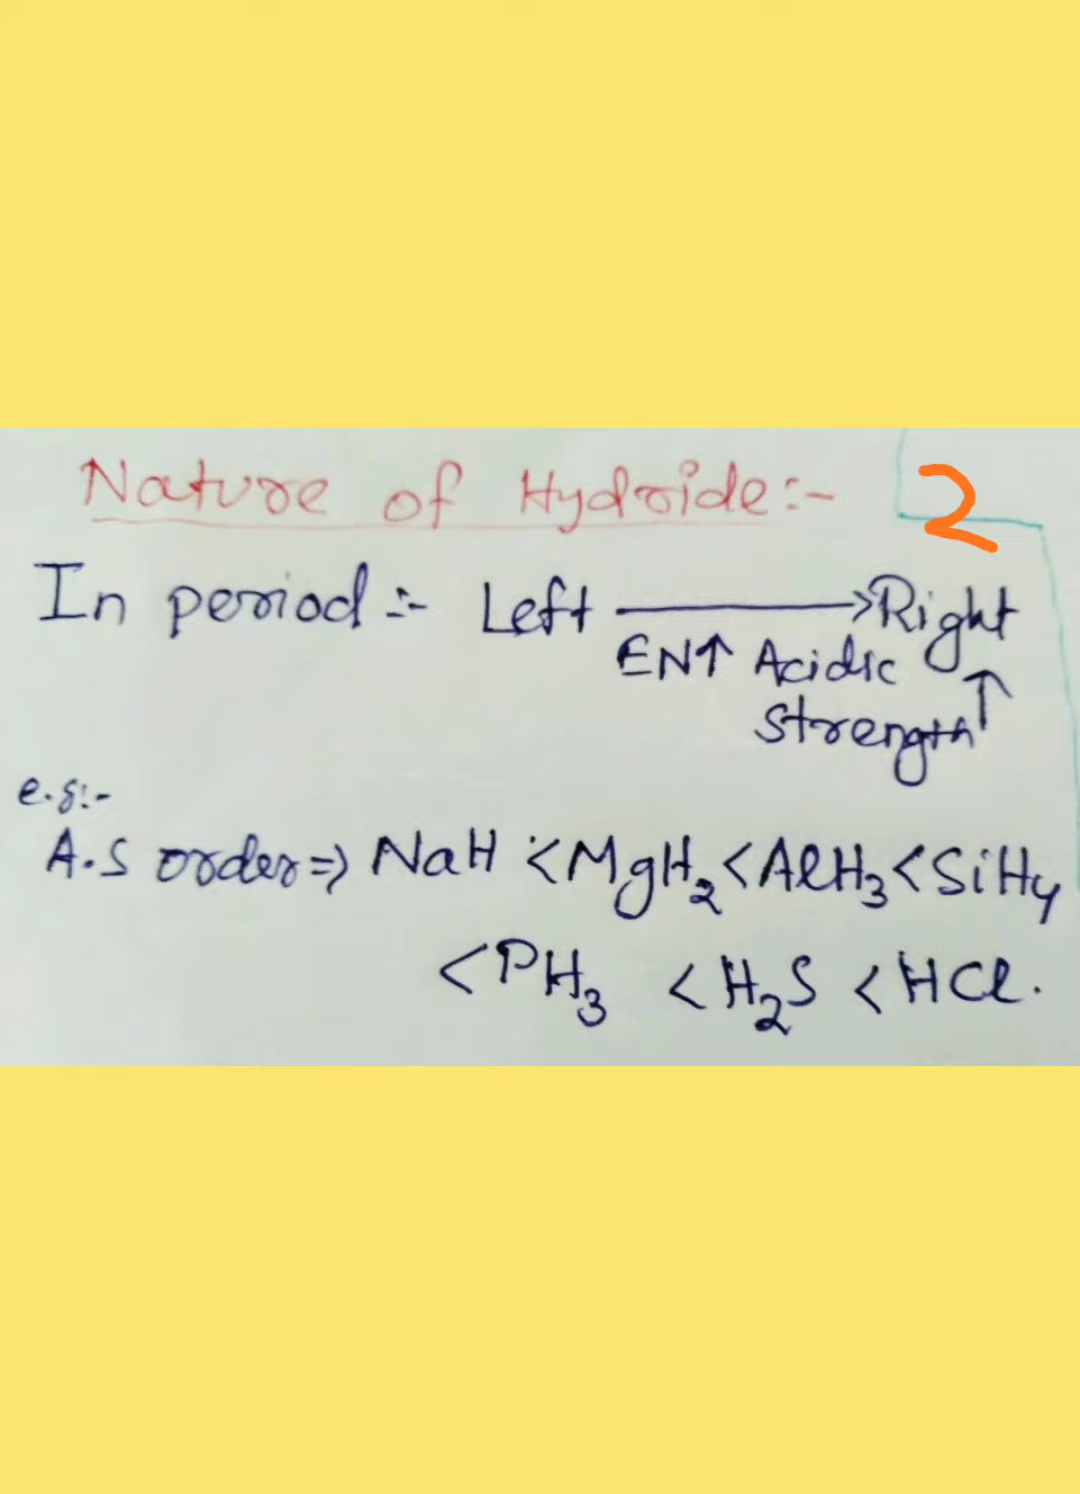 Nature of Hydride:-
2
In period:- Left ⟶ Right
EN↑ Acidic
strength↑
e.g:-
A.S order⇒ NaH <MgH₂<AlH₃<SiH₄
<PH₃ <H₂S <HCl.